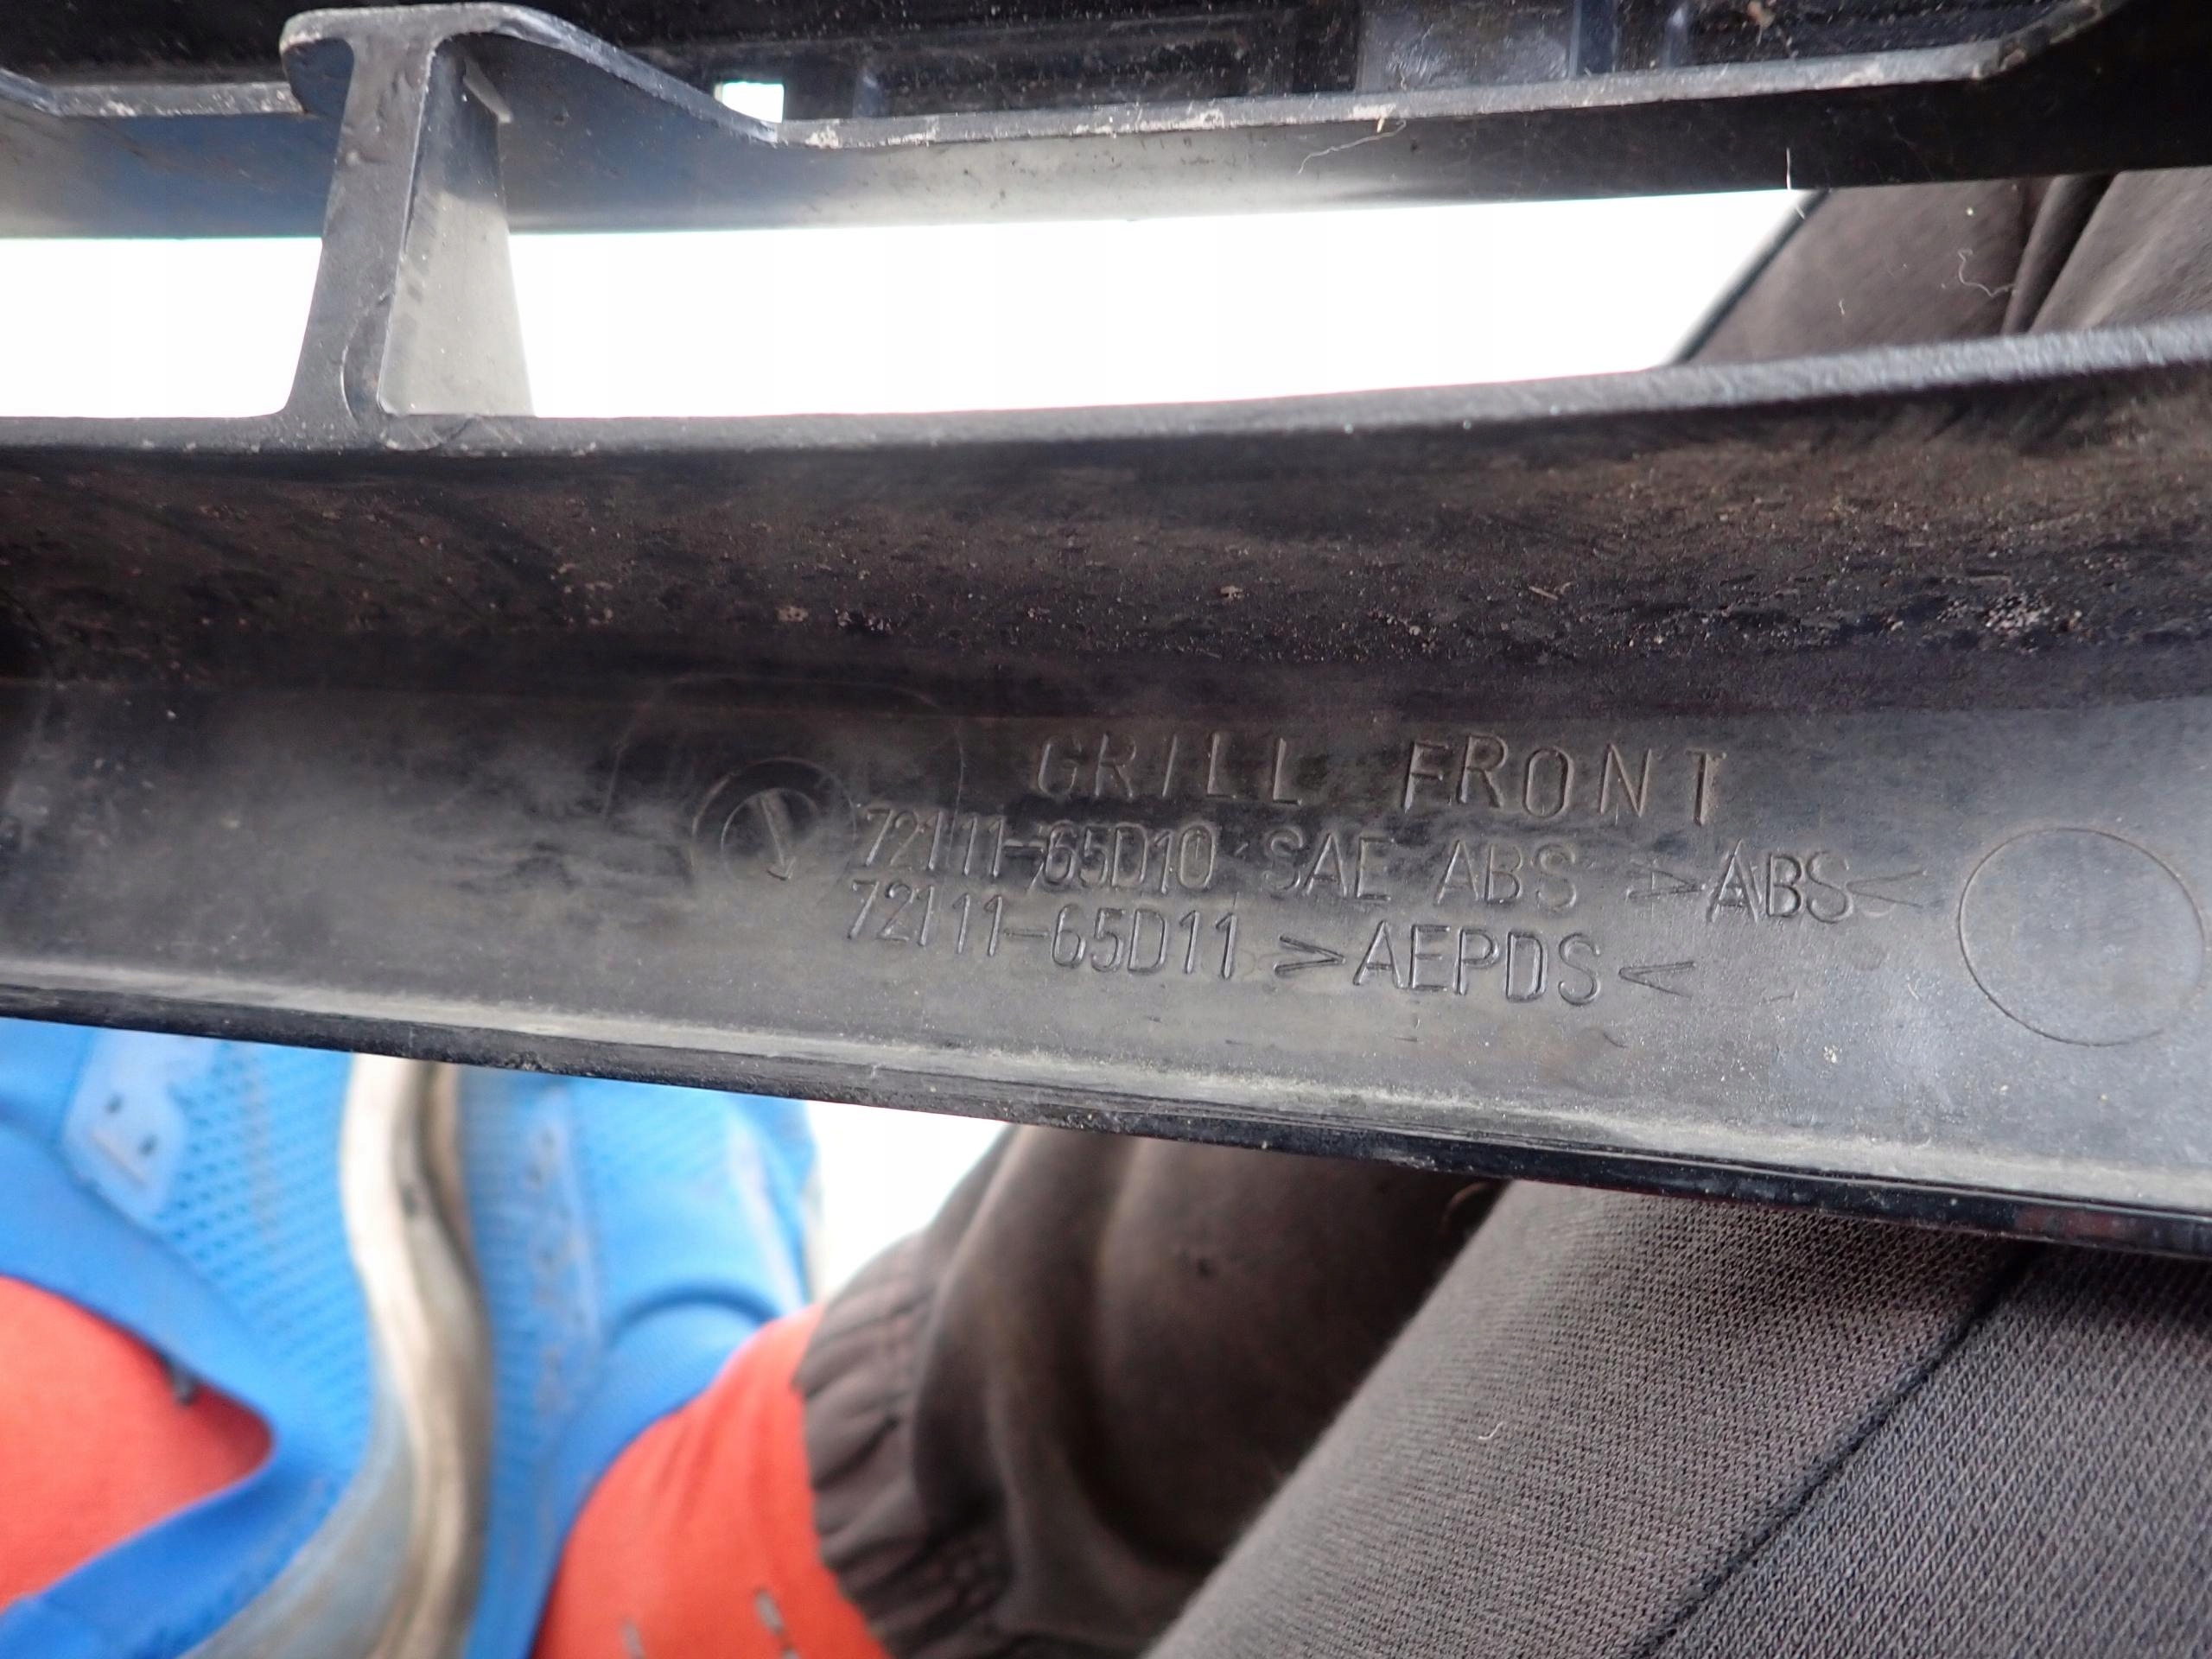 GRILL FRONT
72111-65D10 SAE ABS >ABS<
72111-65D11 >AEPDS<